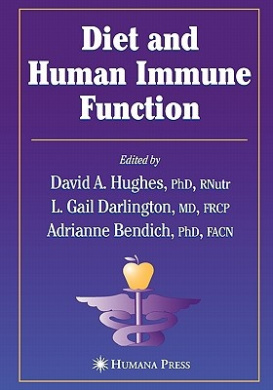 Diet and
Human Immune
Function
Edited by
David A. Hughes, PhD, RNutr
L. Gail Darlington, MD, FRCP
Adrianne Bendich, PhD, FACN
HUMANA PRESS